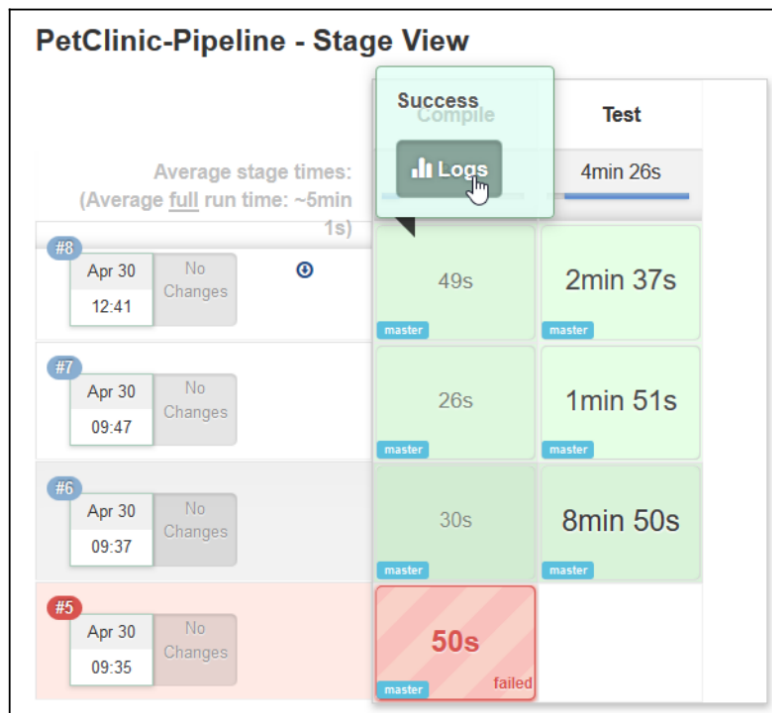 PetClinic-Pipeline - Stage View
Success
Compile
Test
Logs
Average stage times:
(Average full run time: ~5min
1s)
4min 26s
#8
Apr 30
12:41
No
Changes
49s
master
2min 37s
master
#7
Apr 30
09:47
No
Changes
26s
master
1min 51s
master
#6
Apr 30
09:37
No
Changes
30s
master
8min 50s
master
#5
Apr 30
09:35
No
Changes
50s
master
failed